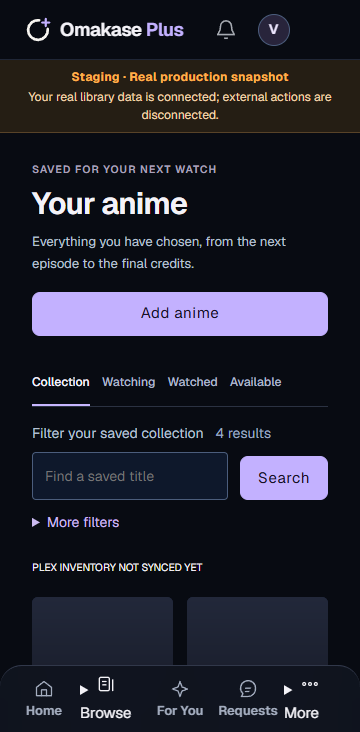 Omakase Plus
V
Staging · Real production snapshot
Your real library data is connected; external actions are
disconnected.
SAVED FOR YOUR NEXT WATCH
Your anime
Everything you have chosen, from the next
episode to the final credits.
Add anime
Collection Watching Watched Available
Filter your saved collection 4 results
Find a saved title Search
More filters
PLEX INVENTORY NOT SYNCED YET
Home Browse For You Requests More